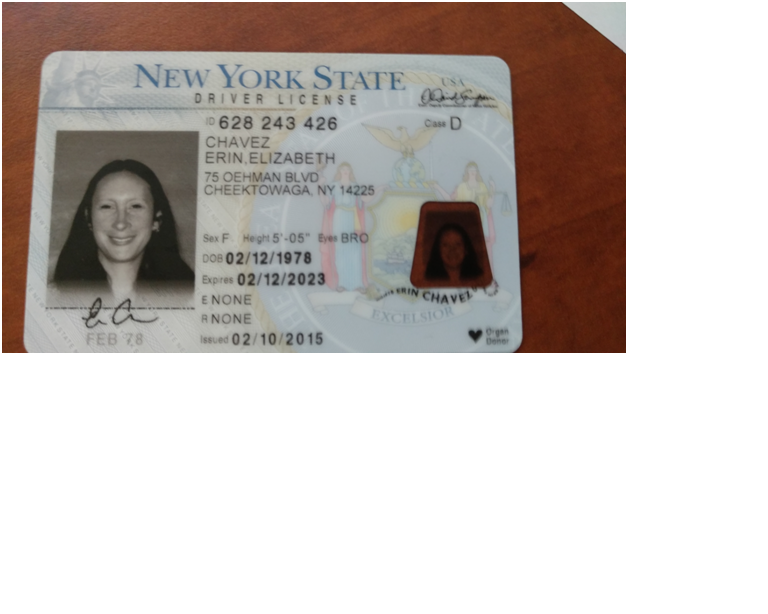 NEW YORK STATE
USA
DRIVER LICENSE
ID 628 243 426
Class D
CHAVEZ
ERIN,ELIZABETH
75 OEHMAN BLVD
CHEEKTOWAGA, NY 14225
Sex F Height 5'-05" Eyes BRO
DOB 02/12/1978
Expires 02/12/2023
E NONE
R NONE
Issued 02/10/2015
FEB 78
ERIN CHAVEZ
EXCELSIOR
Organ
Donor